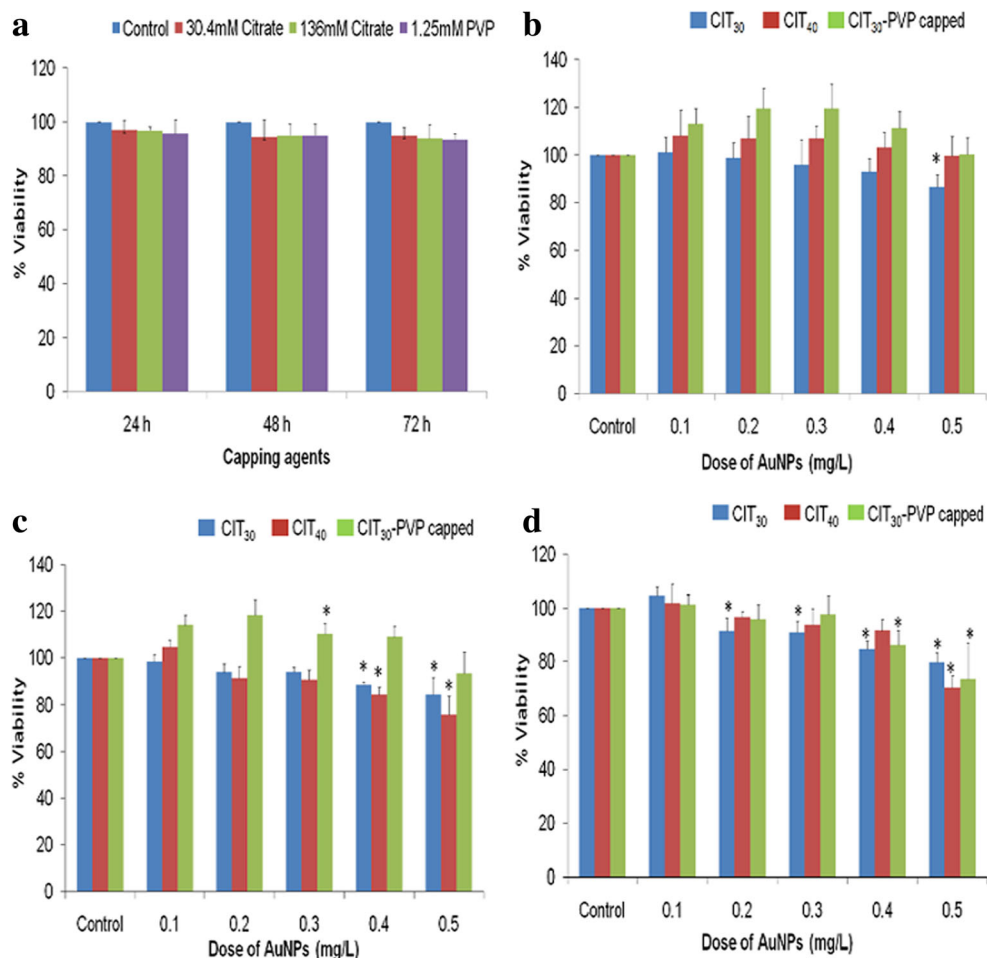 a
Control 30.4mM Citrate 136mM Citrate 1.25mM PVP
120
100
80
60
40
20
0
% Viability
24 h 48 h 72 h
Capping agents
b
CIT30 CIT40 CIT30-PVP capped
140
120
100
80
60
40
20
0
% Viability
*
Control 0.1 0.2 0.3 0.4 0.5
Dose of AuNPs (mg/L)
c
CIT30 CIT40 CIT30-PVP capped
140
120
100
80
60
40
20
0
% Viability
* * * * *
Control 0.1 0.2 0.3 0.4 0.5
Dose of AuNPs (mg/L)
d
CIT30 CIT40 CIT30-PVP capped
120
100
80
60
40
20
0
% Viability
* * * * * * *
Control 0.1 0.2 0.3 0.4 0.5
Dose of AuNPs (mg/L)